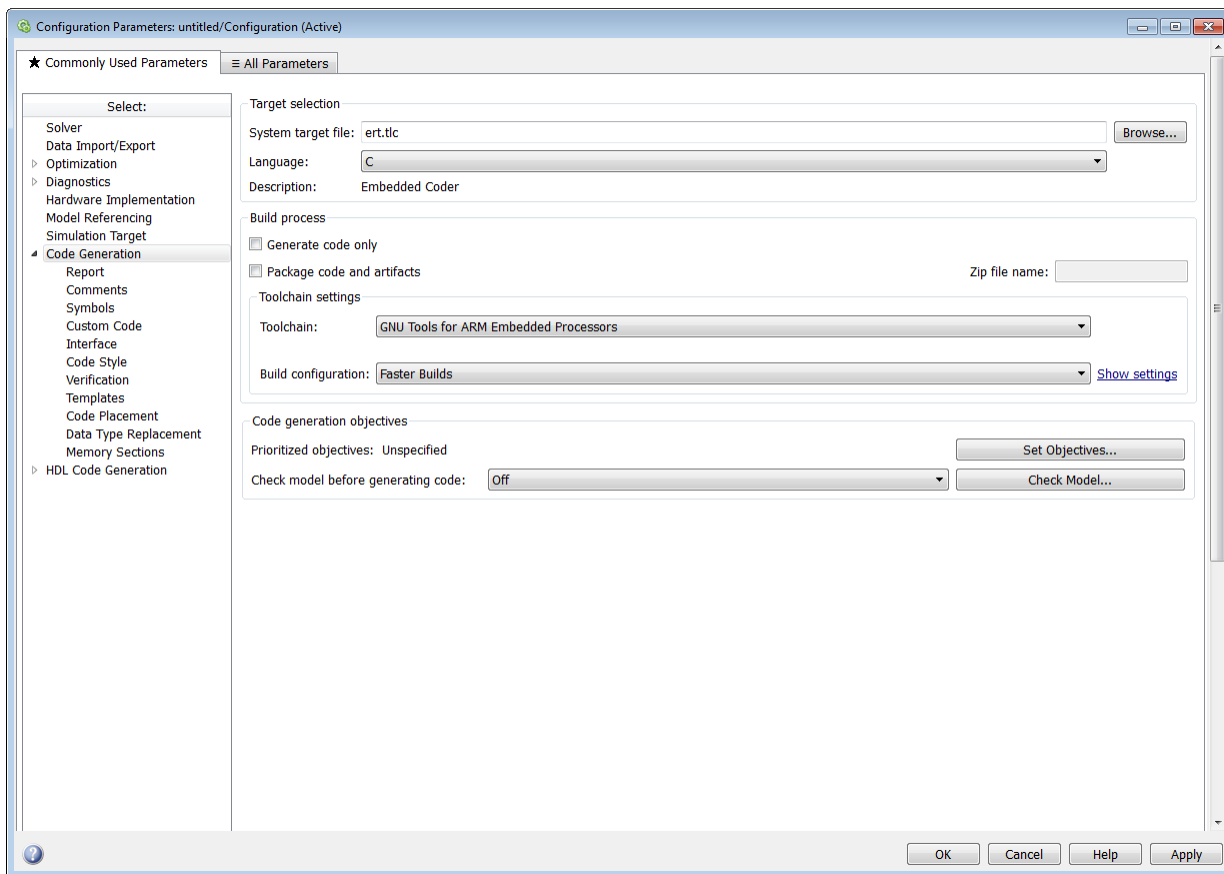 Configuration Parameters: untitled/Configuration (Active)
★ Commonly Used Parameters
≡ All Parameters
Select:
Solver
Data Import/Export
Optimization
Diagnostics
Hardware Implementation
Model Referencing
Simulation Target
Code Generation
Report
Comments
Symbols
Custom Code
Interface
Code Style
Verification
Templates
Code Placement
Data Type Replacement
Memory Sections
HDL Code Generation
Target selection
System target file: ert.tlc Browse...
Language: C
Description: Embedded Coder
Build process
Generate code only
Package code and artifacts Zip file name:
Toolchain settings
Toolchain: GNU Tools for ARM Embedded Processors
Build configuration: Faster Builds Show settings
Code generation objectives
Prioritized objectives: Unspecified Set Objectives...
Check model before generating code: Off Check Model...
? OK Cancel Help Apply